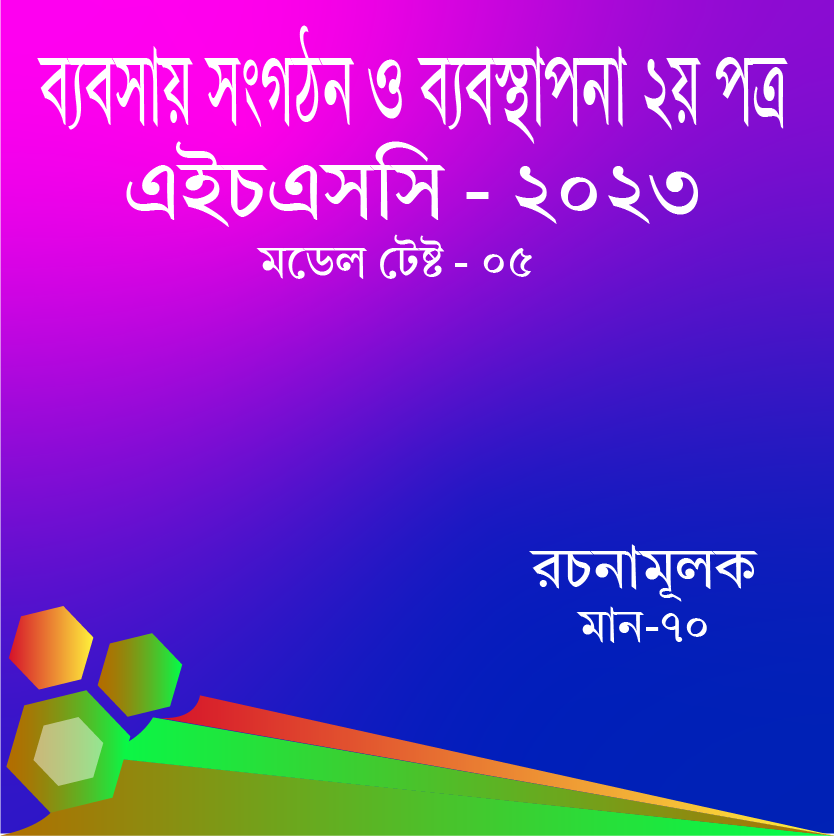 ব্যবসায় সংগঠন ও ব্যবস্থাপনা ২য় পত্র
এইচএসসি - ২০২৩
মডেল টেষ্ট - ০৫
রচনামূলক
মান-৭০